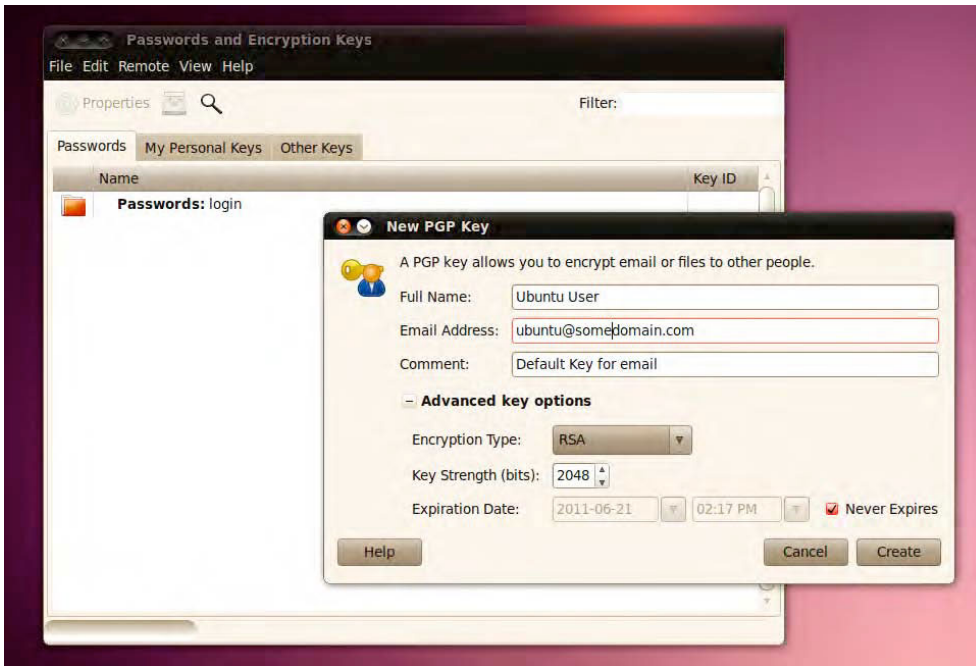 Passwords and Encryption Keys
File Edit Remote View Help
Properties
Filter:
Passwords My Personal Keys Other Keys
Name Key ID
Passwords: login
New PGP Key
A PGP key allows you to encrypt email or files to other people.
Full Name: Ubuntu User
Email Address: ubuntu@somedomain.com
Comment: Default Key for email
Advanced key options
Encryption Type: RSA
Key Strength (bits): 2048
Expiration Date: 2011-06-21 02:17 PM Never Expires
Help Cancel Create